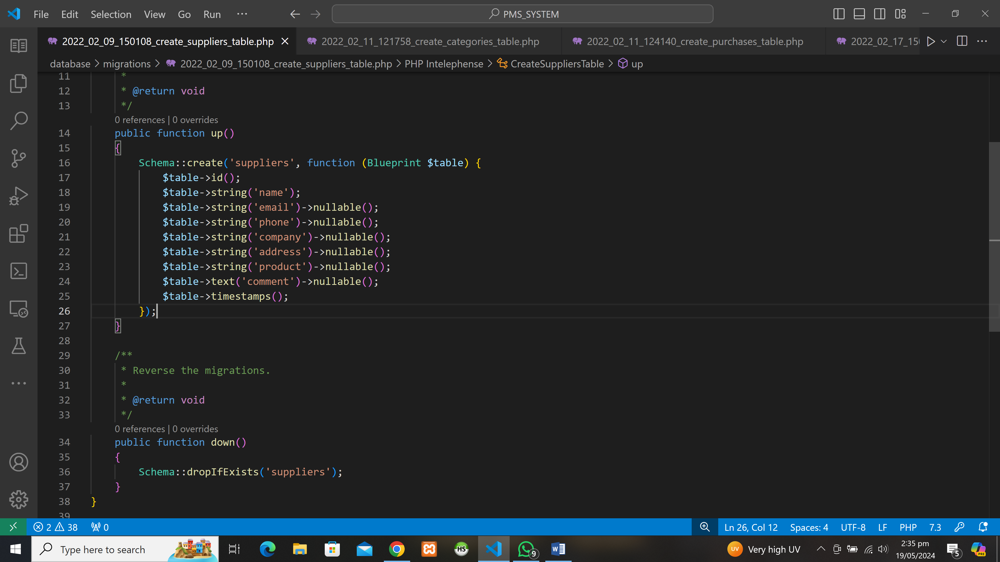 File Edit Selection View Go Run ··· PMS_SYSTEM
2022_02_09_150108_create_suppliers_table.php 2022_02_11_121758_create_categories_table.php 2022_02_11_124140_create_purchases_table.php 2022_02_17_150
database > migrations > 2022_02_09_150108_create_suppliers_table.php > PHP Intelephense > CreateSuppliersTable > up
11 *
12 * @return void
13 */
0 references | 0 overrides
14 public function up()
15 {
16 Schema::create('suppliers', function (Blueprint $table) {
17 $table->id();
18 $table->string('name');
19 $table->string('email')->nullable();
20 $table->string('phone')->nullable();
21 $table->string('company')->nullable();
22 $table->string('address')->nullable();
23 $table->string('product')->nullable();
24 $table->text('comment')->nullable();
25 $table->timestamps();
26 });
27 }
28
29 /**
30 * Reverse the migrations.
31 *
32 * @return void
33 */
0 references | 0 overrides
34 public function down()
35 {
36 Schema::dropIfExists('suppliers');
37 }
38 }
39
2 38 0 Ln 26, Col 12 Spaces: 4 UTF-8 LF PHP 7.3
Type here to search HS 9 W UV Very high UV 2:35 pm 5 PRE
19/05/2024